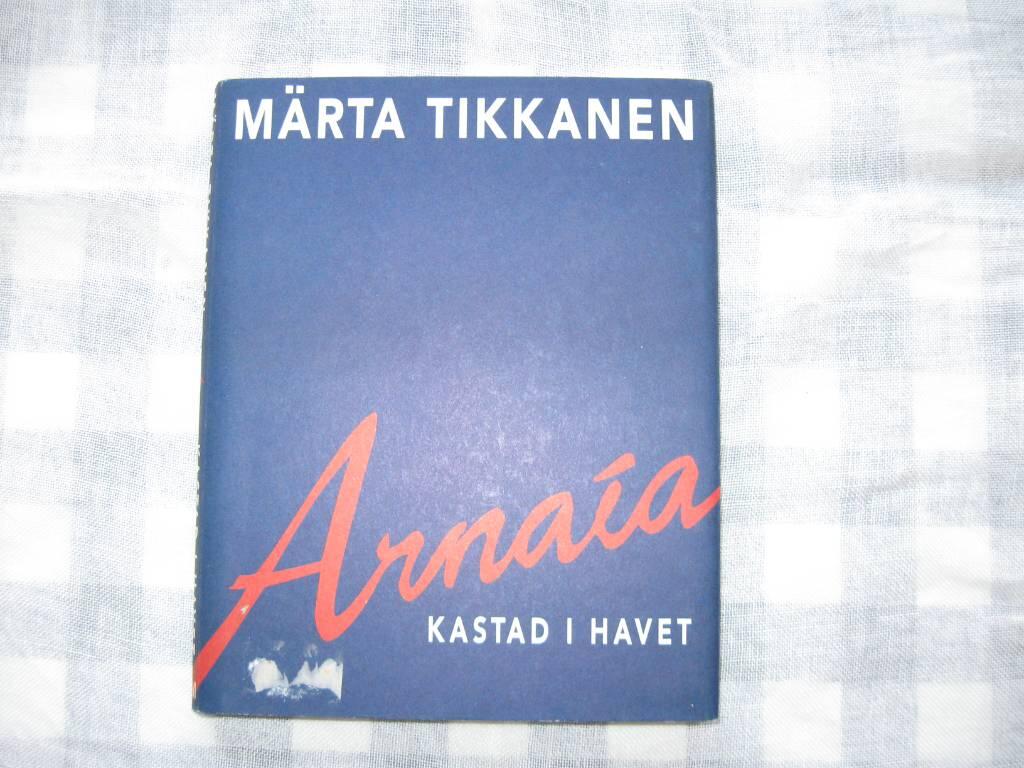 MÄRTA TIKKANEN
Arnaía
KASTAD I HAVET